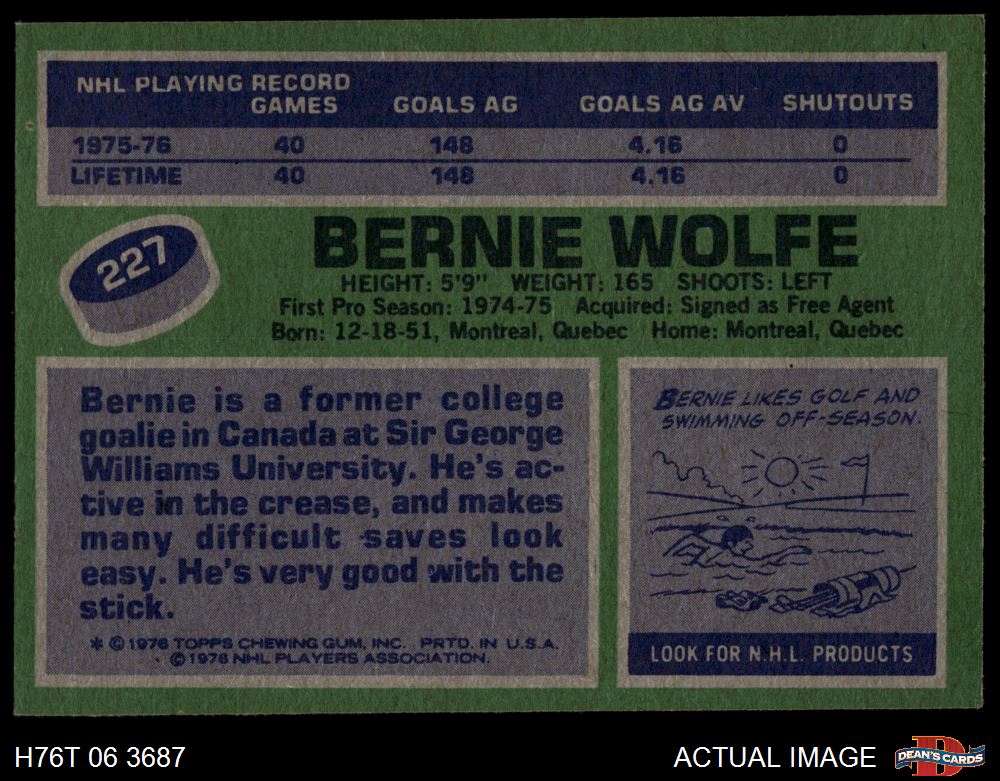 NHL PLAYING RECORD
GAMES GOALS AG GOALS AG AV SHUTOUTS
1975-76 40 148 4.16 0
LIFETIME 40 148 4.16 0
227
BERNIE WOLFE
HEIGHT: 5'9" WEIGHT: 165 SHOOTS: LEFT
First Pro Season: 1974-75 Acquired: Signed as Free Agent
Born: 12-18-51, Montreal, Quebec Home: Montreal, Quebec
Bernie is a former college
goalie in Canada at Sir George
Williams University. He's ac-
tive in the crease, and makes
many difficult saves look
easy. He's very good with the
stick.
* © 1976 TOPPS CHEWING GUM, INC. PRTD. IN U.S.A.
© 1976 NHL PLAYERS ASSOCIATION.
BERNIE LIKES GOLF AND
SWIMMING OFF-SEASON.
LOOK FOR N.H.L. PRODUCTS
H76T 06 3687
ACTUAL IMAGE
D
DEAN'S CARDS